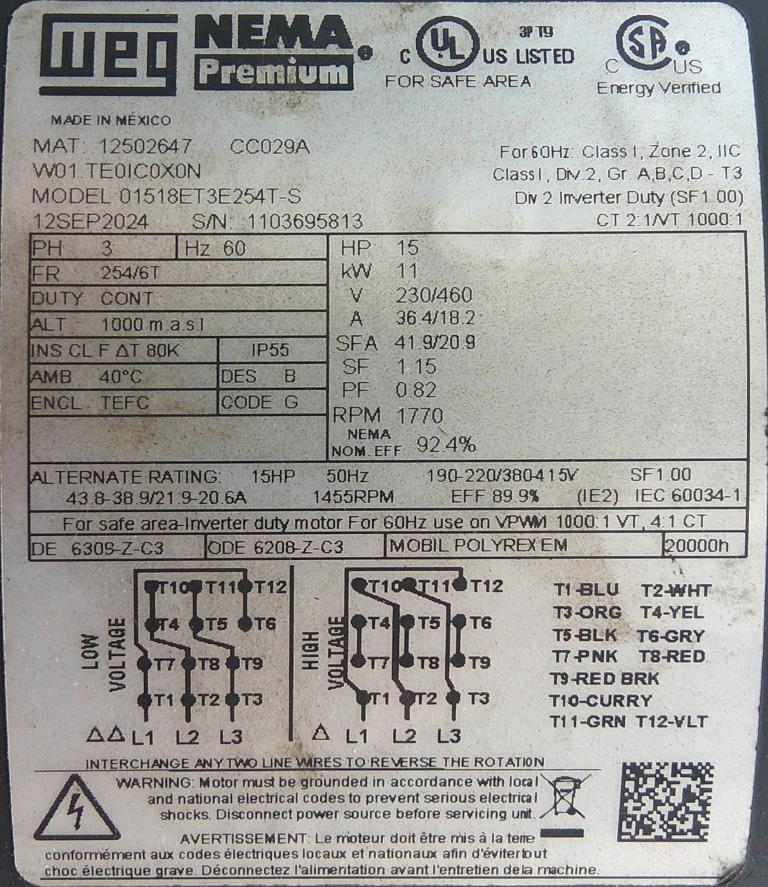 WEG NEMA Premium® C UL US LISTED 3PT9 C SA® US
FOR SAFE AREA Energy Verified
MADE IN MÉXICO
MAT: 12502647 CC029A
W01.TE0IC0X0N
MODEL 01518ET3E254T-S
12SEP2024 S/N: 1103695813
For 60Hz: Class I, Zone 2, IIC
Class I, Div.2, Gr. A,B,C,D - T3
Div 2 Inverter Duty (SF1.00)
CT 2:1/VT 1000:1
PH 3 Hz 60
FR 254/6T
DUTY CONT.
ALT 1000 m.a.s.l
INS CL F ΔT 80K IP55
AMB 40°C DES B
ENCL. TEFC CODE G
HP 15
kW 11
V 230/460
A 36.4/18.2
SFA 41.9/20.9
SF 1.15
PF 0.82
RPM 1770
NEMA
NOM. EFF 92.4%
ALTERNATE RATING: 15HP 50Hz 190-220/380-415V SF1.00
43.8-38.9/21.9-20.6A 1455RPM EFF 89.9% (IE2) IEC 60034-1
For safe area-Inverter duty motor For 60Hz use on VPWM 1000:1 VT, 4:1 CT
DE 6309-Z-C3 ODE 6208-Z-C3 MOBIL POLYREX EM 20000h
LOW VOLTAGE
T10 T11 T12
T4 T5 T6
T7 T8 T9
T1 T2 T3
ΔΔ L1 L2 L3
HIGH VOLTAGE
T10 T11 T12
T4 T5 T6
T7 T8 T9
T1 T2 T3
Δ L1 L2 L3
T1-BLU T2-WHT
T3-ORG T4-YEL
T5-BLK T6-GRY
T7-PNK T8-RED
T9-RED BRK
T10-CURRY
T11-GRN T12-VLT
INTERCHANGE ANY TWO LINE WIRES TO REVERSE THE ROTATION
WARNING: Motor must be grounded in accordance with local
and national electrical codes to prevent serious electrical
shocks. Disconnect power source before servicing unit.
AVERTISSEMENT: Le moteur doit être mis à la terre
conformément aux codes électriques locaux et nationaux afin d'éviter tout
choc électrique grave. Déconnectez l'alimentation avant l'entretien de la machine.